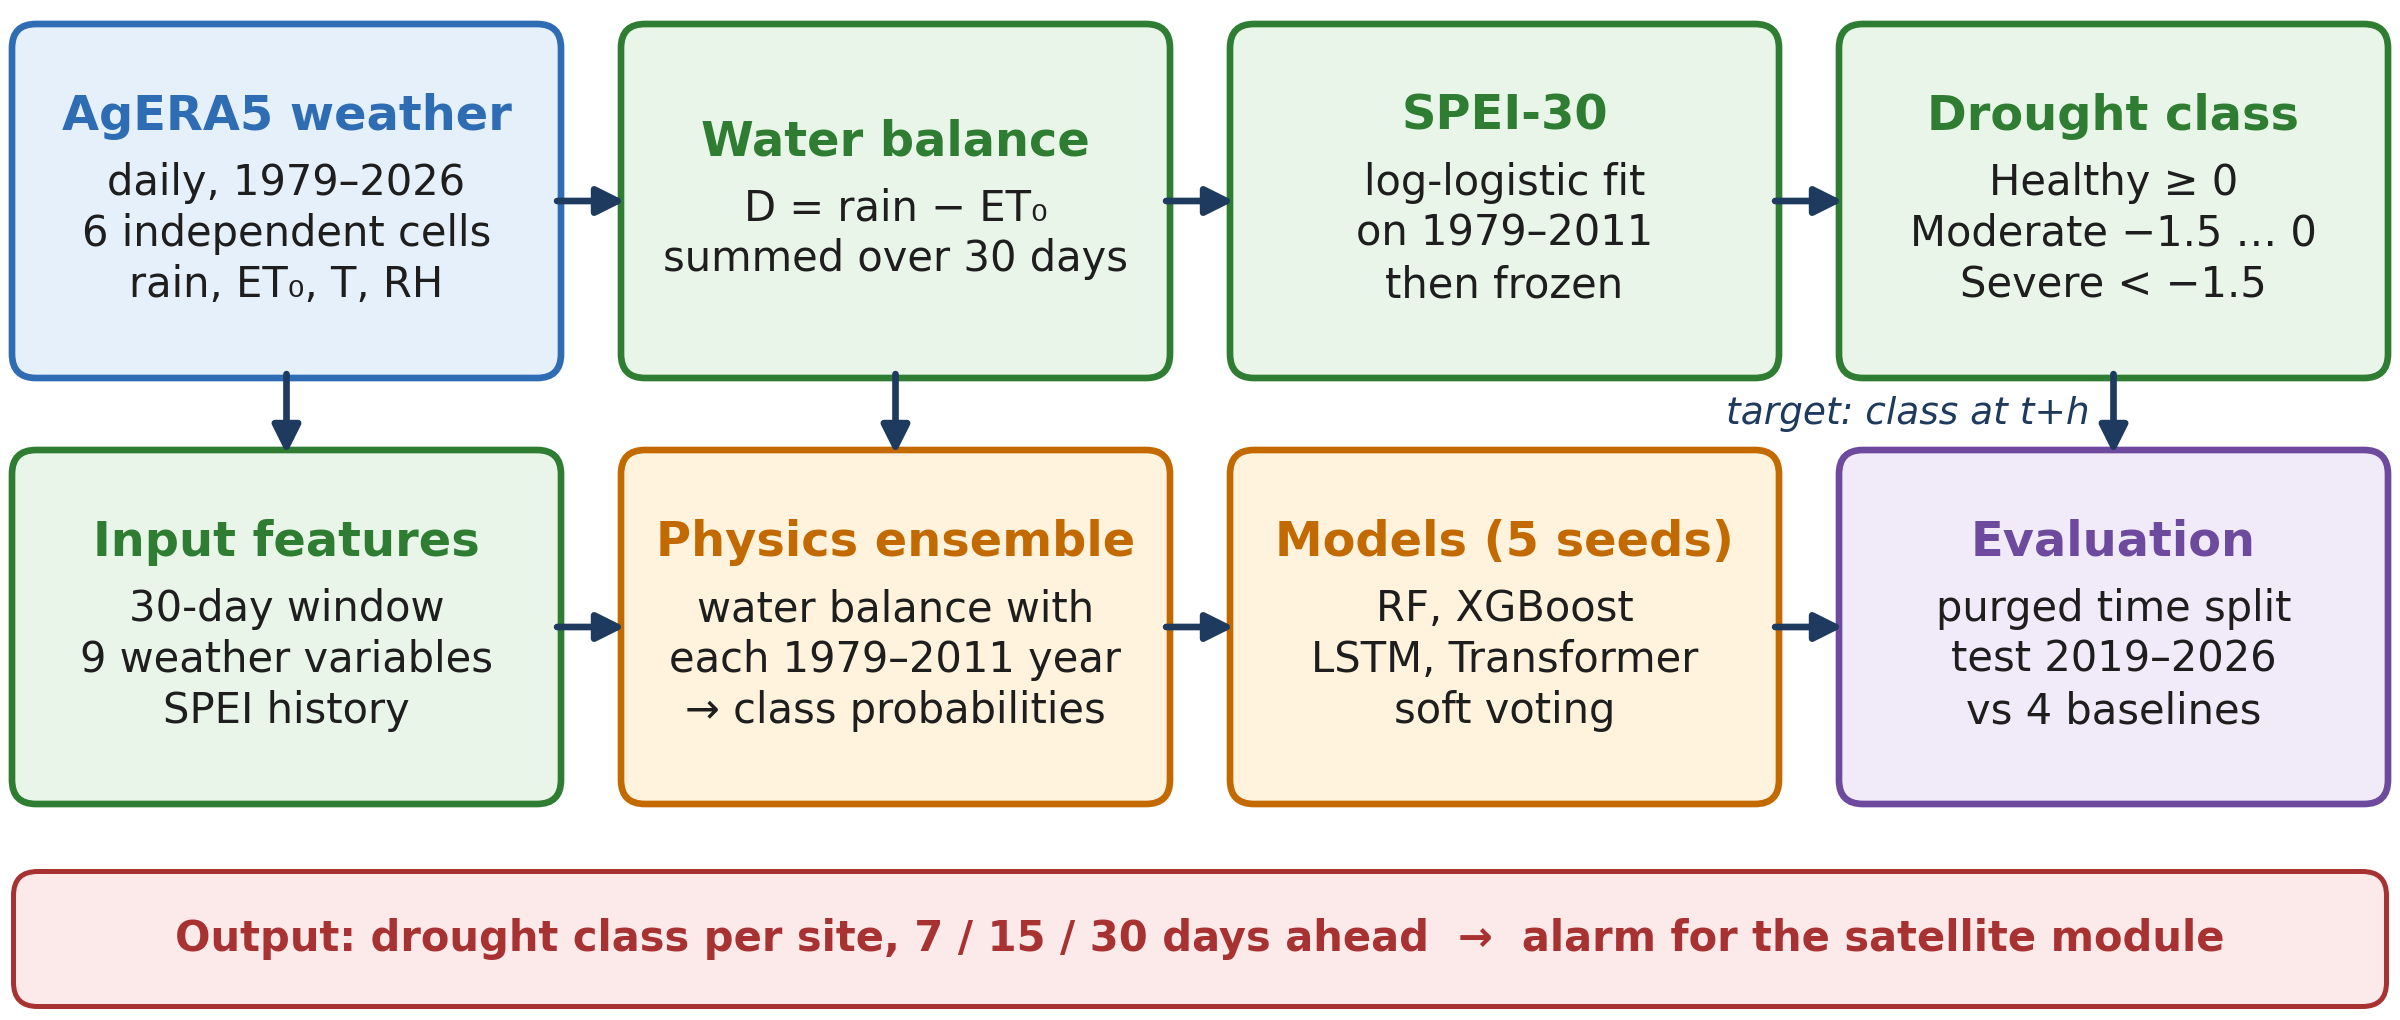 AgERA5 weather
daily, 1979–2026
6 independent cells
rain, ET₀, T, RH
Water balance
D = rain − ET₀
summed over 30 days
SPEI-30
log-logistic fit
on 1979–2011
then frozen
Drought class
Healthy ≥ 0
Moderate −1.5 … 0
Severe < −1.5
target: class at t+h
Input features
30-day window
9 weather variables
SPEI history
Physics ensemble
water balance with
each 1979–2011 year
→ class probabilities
Models (5 seeds)
RF, XGBoost
LSTM, Transformer
soft voting
Evaluation
purged time split
test 2019–2026
vs 4 baselines
Output: drought class per site, 7 / 15 / 30 days ahead → alarm for the satellite module